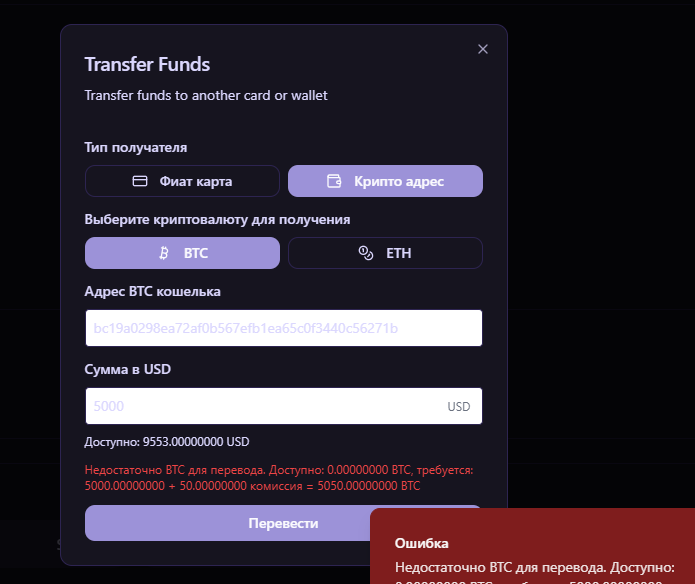 Transfer Funds
Transfer funds to another card or wallet
Тип получателя
Фиат карта
Крипто адрес
Выберите криптовалюту для получения
BTC
ETH
Адрес BTC кошелька
bc19a0298ea72af0b567efb1ea65c0f3440c56271b
Сумма в USD
5000
USD
Доступно: 9553.00000000 USD
Недостаточно BTC для перевода. Доступно: 0.00000000 BTC, требуется:
5000.00000000 + 50.00000000 комиссия = 5050.00000000 BTC
Перевести
Ошибка
Недостаточно BTC для перевода. Доступно: